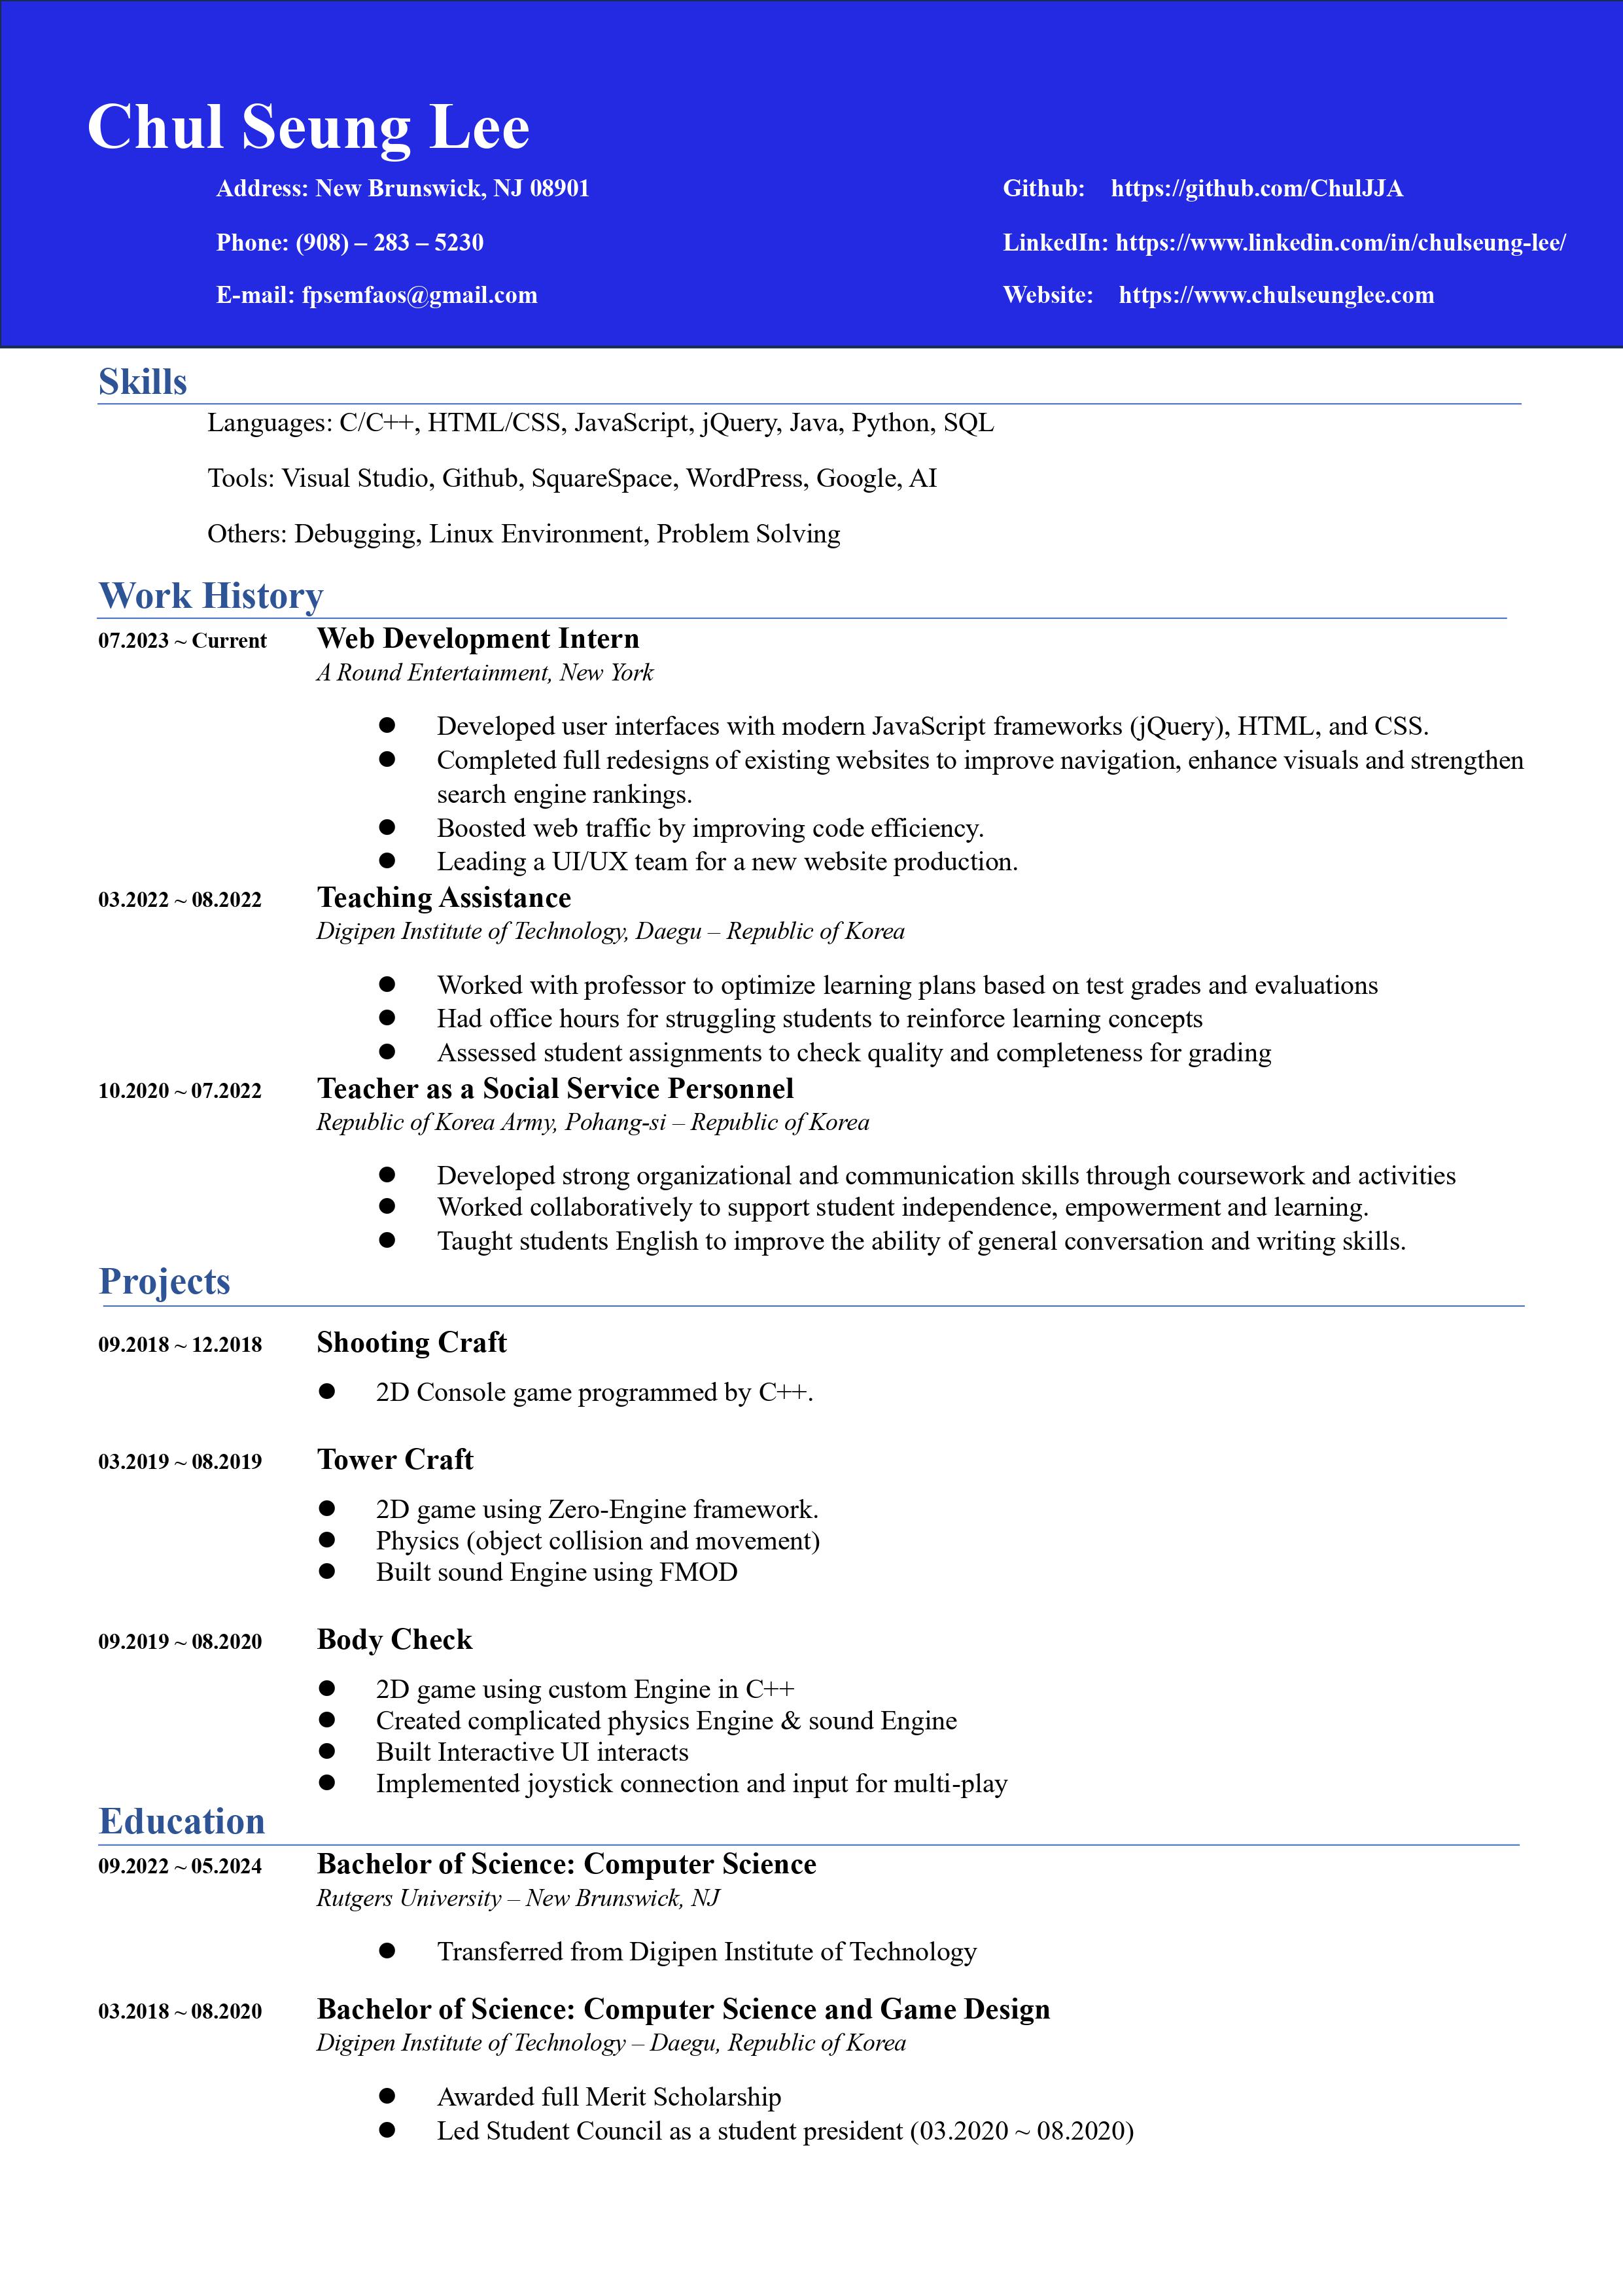 Chul Seung Lee
Address: New Brunswick, NJ 08901
Github: https://github.com/ChulJJA
Phone: (908) – 283 – 5230
LinkedIn: https://www.linkedin.com/in/chulseung-lee/
E-mail: fpsemfaos@gmail.com
Website: https://www.chulseunglee.com
Skills
Languages: C/C++, HTML/CSS, JavaScript, jQuery, Java, Python, SQL
Tools: Visual Studio, Github, SquareSpace, WordPress, Google, AI
Others: Debugging, Linux Environment, Problem Solving
Work History
07.2023 ~ Current Web Development Intern
A Round Entertainment, New York
● Developed user interfaces with modern JavaScript frameworks (jQuery), HTML, and CSS.
● Completed full redesigns of existing websites to improve navigation, enhance visuals and strengthen
search engine rankings.
● Boosted web traffic by improving code efficiency.
● Leading a UI/UX team for a new website production.
03.2022 ~ 08.2022 Teaching Assistance
Digipen Institute of Technology, Daegu – Republic of Korea
● Worked with professor to optimize learning plans based on test grades and evaluations
● Had office hours for struggling students to reinforce learning concepts
● Assessed student assignments to check quality and completeness for grading
10.2020 ~ 07.2022 Teacher as a Social Service Personnel
Republic of Korea Army, Pohang-si – Republic of Korea
● Developed strong organizational and communication skills through coursework and activities
● Worked collaboratively to support student independence, empowerment and learning.
● Taught students English to improve the ability of general conversation and writing skills.
Projects
09.2018 ~ 12.2018 Shooting Craft
● 2D Console game programmed by C++.
03.2019 ~ 08.2019 Tower Craft
● 2D game using Zero-Engine framework.
● Physics (object collision and movement)
● Built sound Engine using FMOD
09.2019 ~ 08.2020 Body Check
● 2D game using custom Engine in C++
● Created complicated physics Engine & sound Engine
● Built Interactive UI interacts
● Implemented joystick connection and input for multi-play
Education
09.2022 ~ 05.2024 Bachelor of Science: Computer Science
Rutgers University – New Brunswick, NJ
● Transferred from Digipen Institute of Technology
03.2018 ~ 08.2020 Bachelor of Science: Computer Science and Game Design
Digipen Institute of Technology – Daegu, Republic of Korea
● Awarded full Merit Scholarship
● Led Student Council as a student president (03.2020 ~ 08.2020)